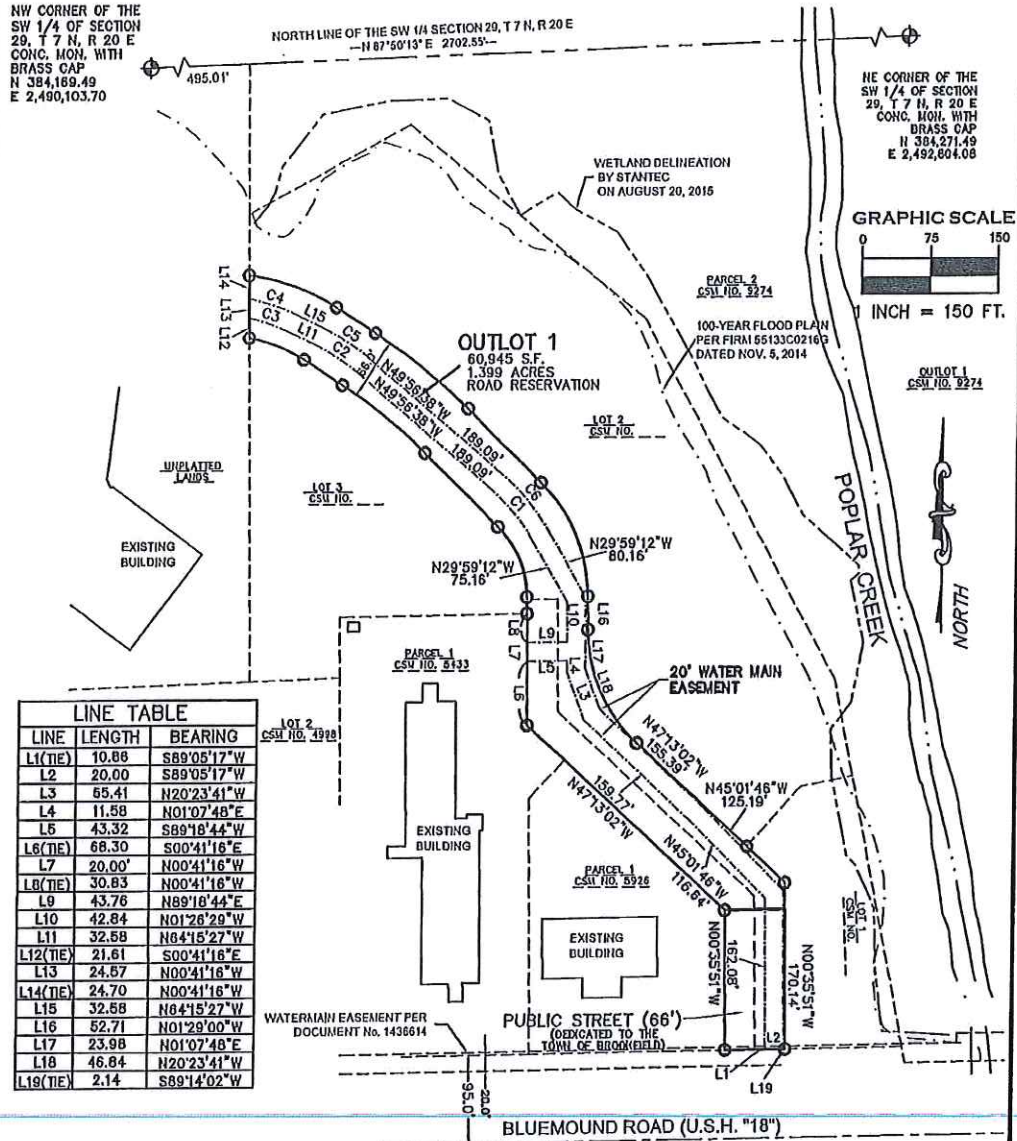 NW CORNER OF THE
SW 1/4 OF SECTION
29, T 7 N, R 20 E
CONC. MON. WITH
BRASS CAP
N 384,169.49
E 2,490,103.70
NORTH LINE OF THE SW 1/4 SECTION 29, T 7 N, R 20 E
—N 87°50'13" E 2702.55'—
495.01'
NE CORNER OF THE
SW 1/4 OF SECTION
29, T 7 N, R 20 E
CONC. MON. WITH
BRASS CAP
N 384,271.49
E 2,492,804.08
WETLAND DELINEATION
BY STANTEC
ON AUGUST 20, 2015
GRAPHIC SCALE
0 75 150
1 INCH = 150 FT.
PARCEL 2
CSM NO. 9274
100-YEAR FLOOD PLAIN
PER FIRM 55133C0216G
DATED NOV. 5, 2014
OUTLOT 1
CSM NO. 9274
L14
L13
L12
C4
L15
C5
C3
L11
C2
OUTLOT 1
60,945 S.F.
1.399 ACRES
ROAD RESERVATION
N49°56'38"W
189.09'
N49°56'38"W
189.09'
C6
C1
LOT 2
CSM NO.
LOT 3
CSM NO.
UNPLATTED
LANDS
EXISTING
BUILDING
POPLAR CREEK
NORTH
N29°59'12"W
80.16'
N29°59'12"W
75.16'
L16
L10
L8
L9
L7
L5
L4
L17
L3
L18
L6
20' WATER MAIN
EASEMENT
PARCEL 1
CSM NO. 5433
LOT 2
CSM NO. 4928
N47°13'02"W
155.39'
N45°01'46"W
125.19'
159.77'
N47°13'02"W
N45°01'46"W
116.64'
EXISTING
BUILDING
PARCEL 1
CSM NO. 5926
EXISTING
BUILDING
LOT 1
CSM NO.
N00°35'51"W
162.08'
N00°35'51"W
170.14'
PUBLIC STREET (66')
(DEDICATED TO THE
TOWN OF BROOKFIELD)
L2
L1
L19
WATERMAIN EASEMENT PER
DOCUMENT No. 1436614
95.0'
20.0'
BLUEMOUND ROAD (U.S.H. "18")
LINE TABLE
LINE LENGTH BEARING
L1(TIE) 10.86 S89°05'17"W
L2 20.00 S89°05'17"W
L3 65.41 N20°23'41"W
L4 11.58 N01°07'48"E
L5 43.32 S89°18'44"W
L6(TIE) 68.30 S00°41'16"E
L7 20.00' N00°41'16"W
L8(TIE) 30.83 N00°41'16"W
L9 43.76 N89°18'44"E
L10 42.84 N01°26'29"W
L11 32.58 N64°15'27"W
L12(TIE) 21.61 S00°41'16"E
L13 24.57 N00°41'16"W
L14(TIE) 24.70 N00°41'16"W
L15 32.58 N64°15'27"W
L16 52.71 N01°29'00"W
L17 23.98 N01°07'48"E
L18 46.84 N20°23'41"W
L19(TIE) 2.14 S89°14'02"W